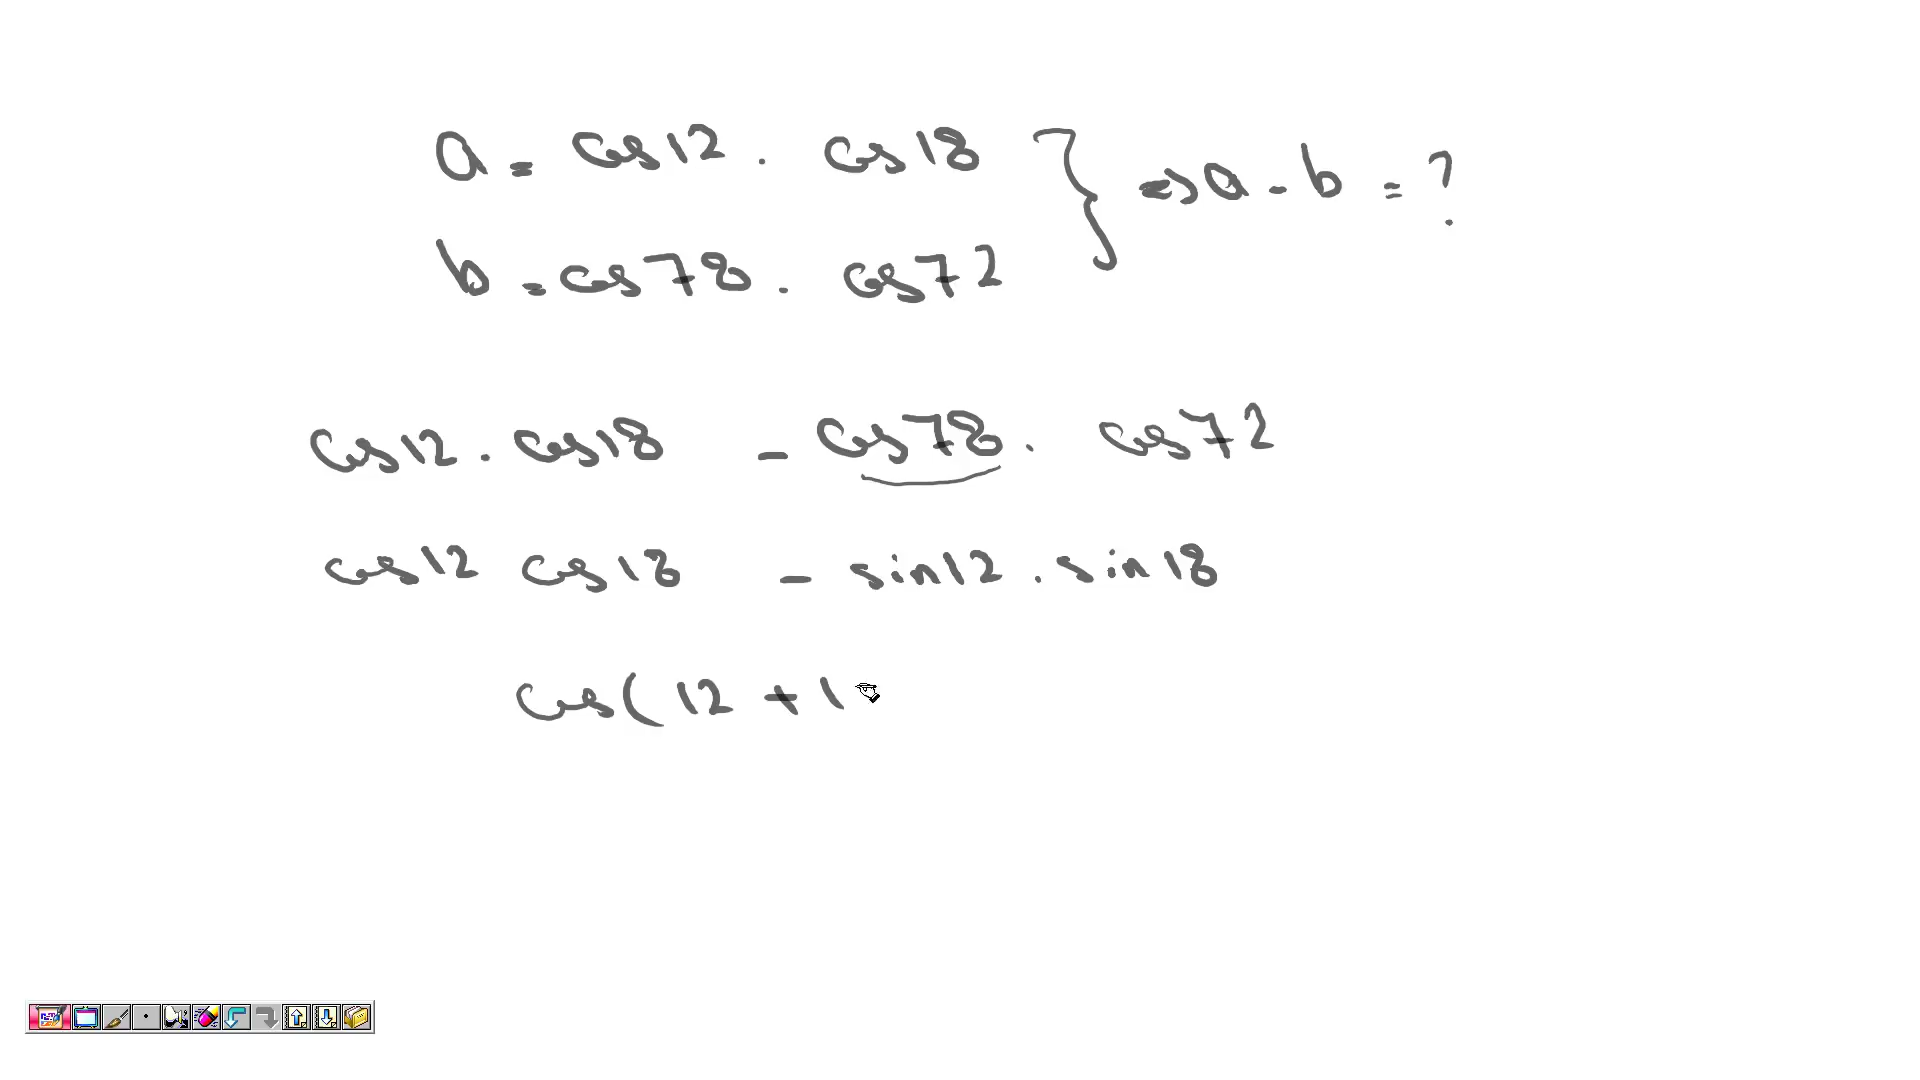 a = cos12 . cos18 } => a - b = ?
b = cos78 . cos72
cos12 . cos18 - cos78 . cos72
cos12 cos18 - sin12 . sin18
cos(12 + 1